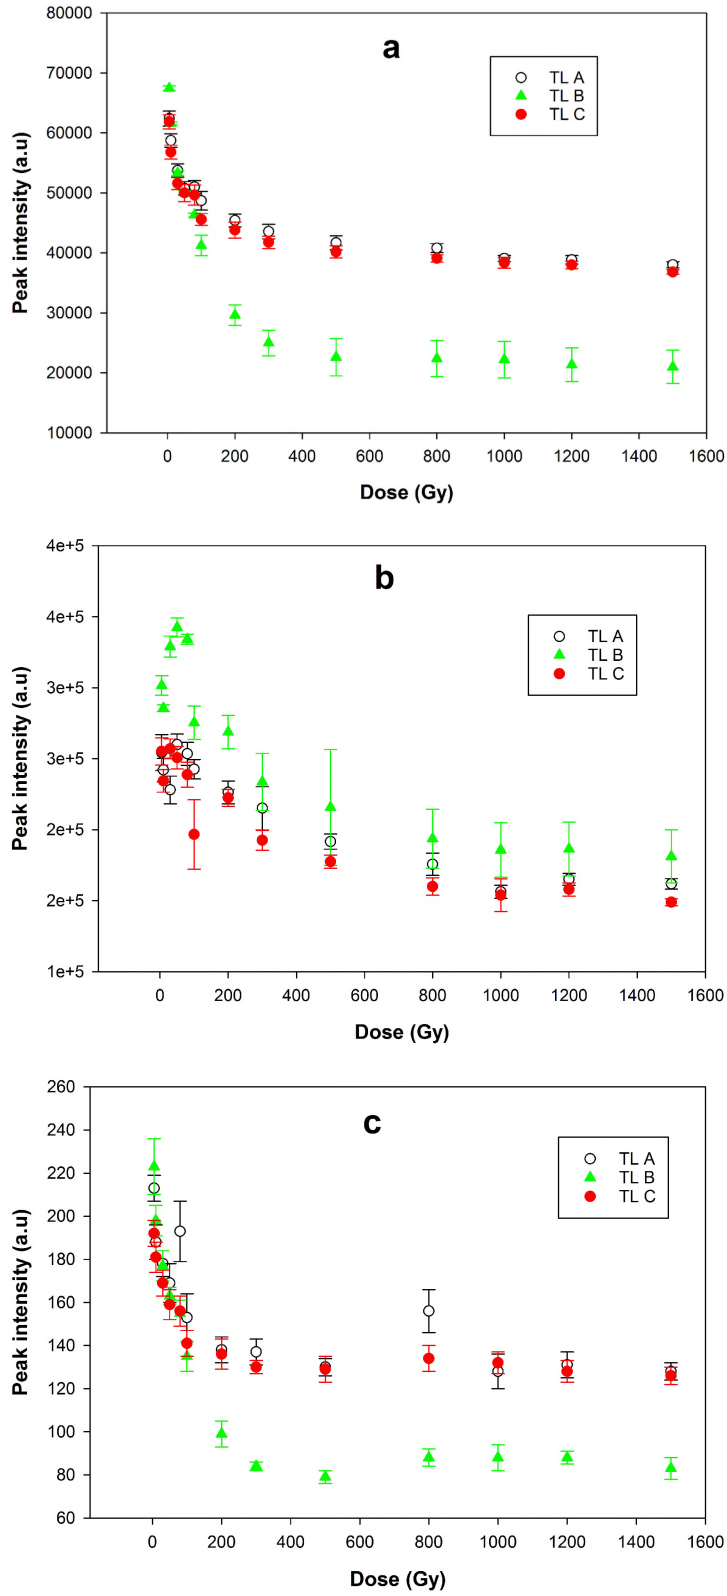 80000
a
70000
TL A
TL B
TL C
60000
50000
40000
30000
20000
10000
Peak intensity (a.u)
0 200 400 600 800 1000 1200 1400 1600
Dose (Gy)
4e+5
b
4e+5
TL A
TL B
TL C
3e+5
3e+5
2e+5
2e+5
1e+5
Peak intensity (a.u)
0 200 400 600 800 1000 1200 1400 1600
Dose (Gy)
260
c
240
TL A
TL B
TL C
220
200
180
160
140
120
100
80
60
Peak intensity (a.u)
0 200 400 600 800 1000 1200 1400 1600
Dose (Gy)